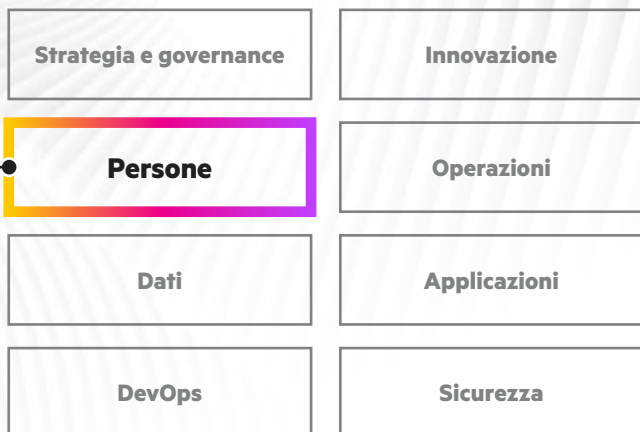 Strategia e governance
Innovazione
Persone
Operazioni
Dati
Applicazioni
DevOps
Sicurezza